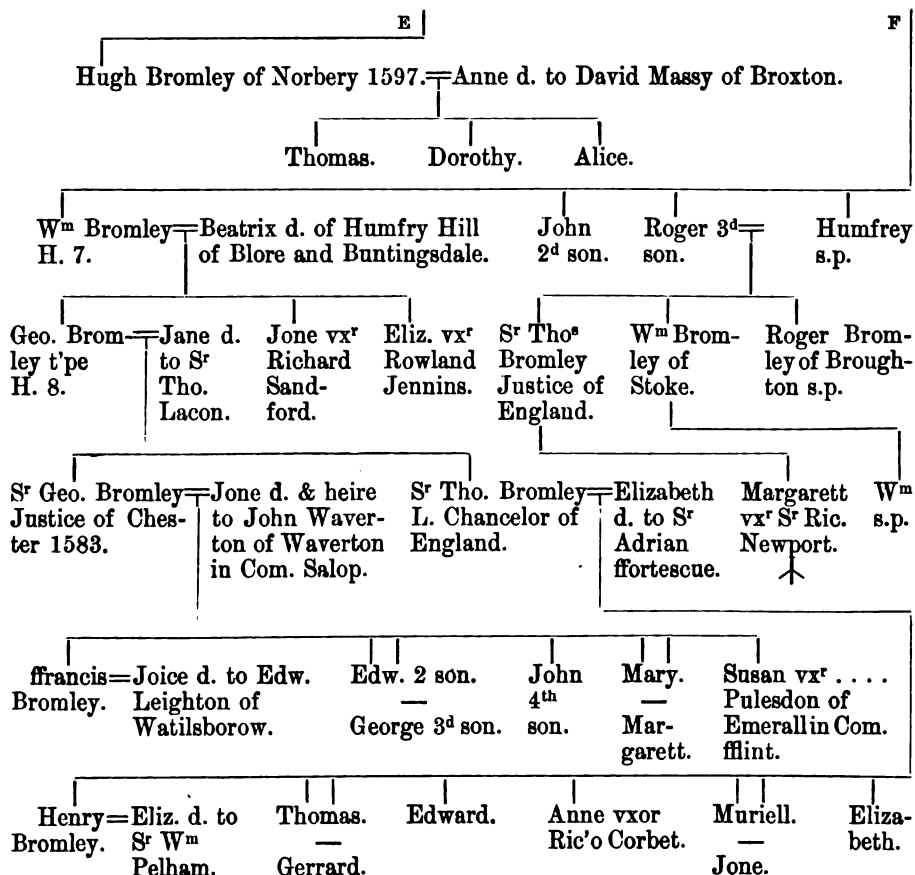 E F
Hugh Bromley of Norbery 1597.=Anne d. to David Massy of Broxton.
Thomas. Dorothy. Alice.
Wᵐ Bromley=Beatrix d. of Humfry Hill John Roger 3ᵈ= Humfrey
H. 7. of Blore and Buntingsdale. 2ᵈ son. son. s.p.
Geo. Brom-=Jane d. Jone vxʳ Eliz. vxʳ Sʳ Thoˢ Wᵐ Brom- Roger Brom-
ley t'pe to Sʳ Richard Rowland Bromley ley of ley of Brough-
H. 8. Tho. Sand- Jennins. Justice of Stoke. ton s.p.
Lacon. ford. England.
Sʳ Geo. Bromley=Jone d. & heire Sʳ Tho. Bromley=Elizabeth Margarett Wᵐ
Justice of Ches- to John Waver- L. Chancelor of d. to Sʳ vxʳ Sʳ Ric. s.p.
ter 1583. ton of Waverton England. Adrian Newport.
in Com. Salop. ffortescue.
ffrancis=Joice d. to Edw. Edw. 2 son. John Mary. Susan vxʳ . . . .
Bromley. Leighton of — 4ᵗʰ — Pulesdon of
Watilsborow. George 3ᵈ son. son. Mar- Emerall in Com.
garett. fflint.
Henry=Eliz. d. to Thomas. Edward. Anne vxor Muriell. Eliza-
Bromley. Sʳ Wᵐ — Ric'o Corbet. — beth.
Pelham. Gerrard. Jone.